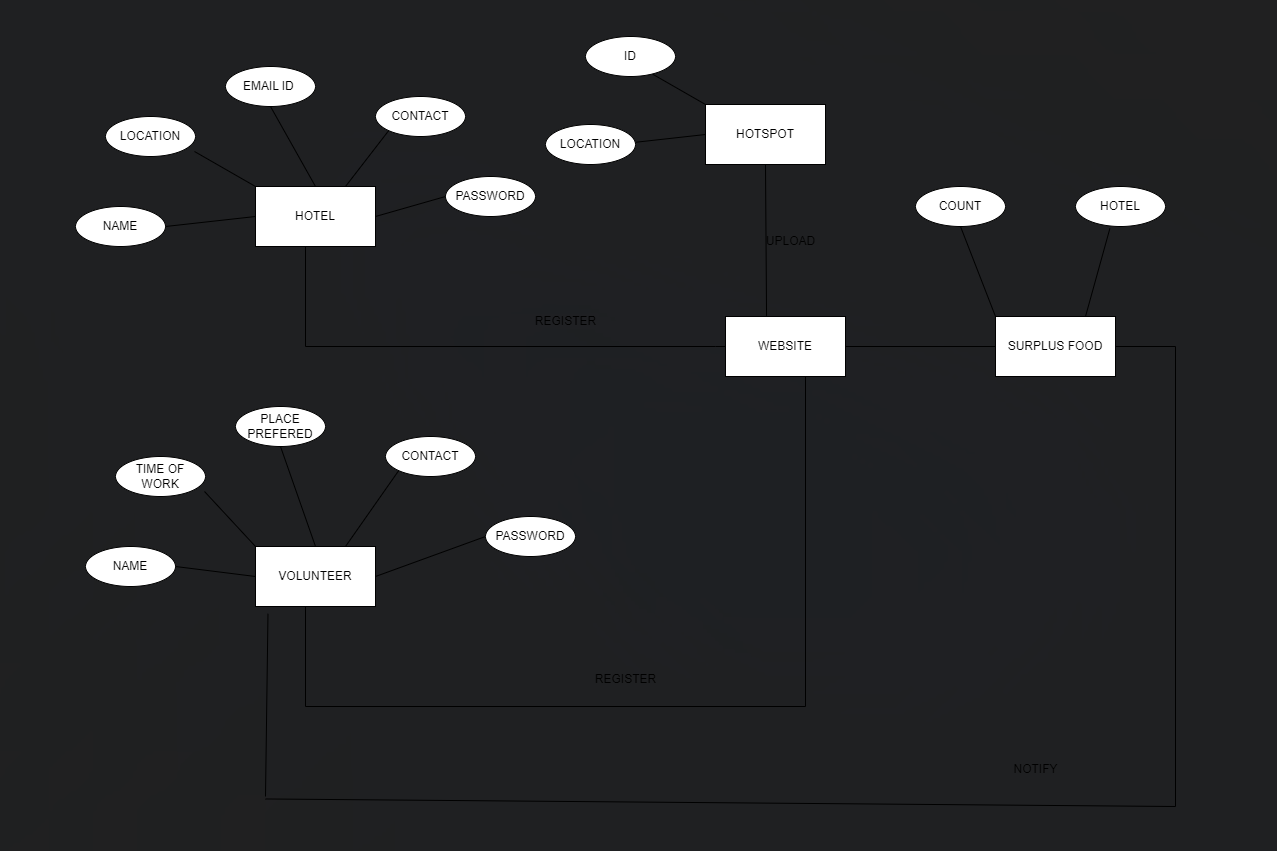 ID
EMAIL ID
CONTACT
LOCATION
HOTSPOT
LOCATION
PASSWORD
COUNT
HOTEL
HOTEL
NAME
UPLOAD
REGISTER
WEBSITE
SURPLUS FOOD
PLACE
PREFERED
CONTACT
TIME OF
WORK
PASSWORD
NAME
VOLUNTEER
REGISTER
NOTIFY